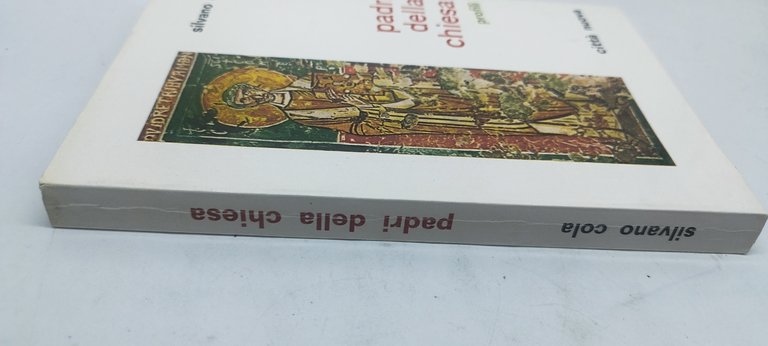 silvano
padri
della
chiesa
profili
città nuova
silvano cola
padri della chiesa